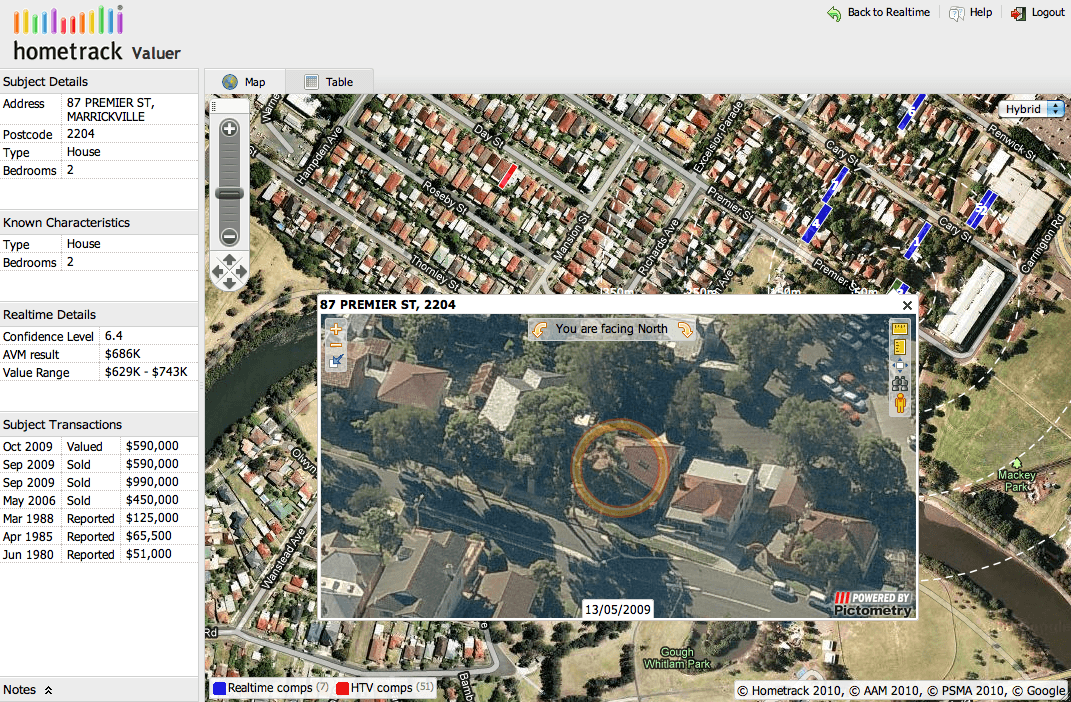 hometrack Valuer
Back to Realtime
Help
Logout
Subject Details
Address 87 PREMIER ST,
MARRICKVILLE
Postcode 2204
Type House
Bedrooms 2
Known Characteristics
Type House
Bedrooms 2
Realtime Details
Confidence Level 6.4
AVM result $686K
Value Range $629K - $743K
Subject Transactions
Oct 2009 Valued $590,000
Sep 2009 Sold $590,000
Sep 2009 Sold $990,000
May 2006 Sold $450,000
Mar 1988 Reported $125,000
Apr 1985 Reported $65,500
Jun 1980 Reported $51,000
Notes
Map
Table
Hybrid
Hampden Ave
Day St
Roseby St
Thornley St
Mansion St
Richards Ave
Excelsior Parade
Premier St
Premier St
Cary St
Cary St
Renwick St
Carrington Rd
87 PREMIER ST, 2204
You are facing North
13/05/2009
POWERED BY
Pictometry
Wanstead Ave
Rd
Mackey
Park
Gough
Whitlam Park
Realtime comps (7)
HTV comps (51)
© Hometrack 2010, © AAM 2010, © PSMA 2010, © Google